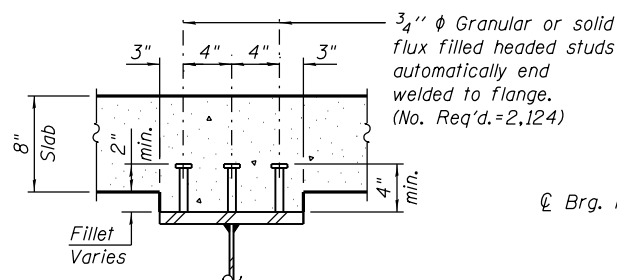 3/4" ϕ Granular or solid
flux filled headed studs
automatically end
welded to flange.
(No. Req'd.=2,124)
3" 4" 4" 3"
8"
Slab
2"
min.
4"
min.
Fillet
Varies
℄ Brg.